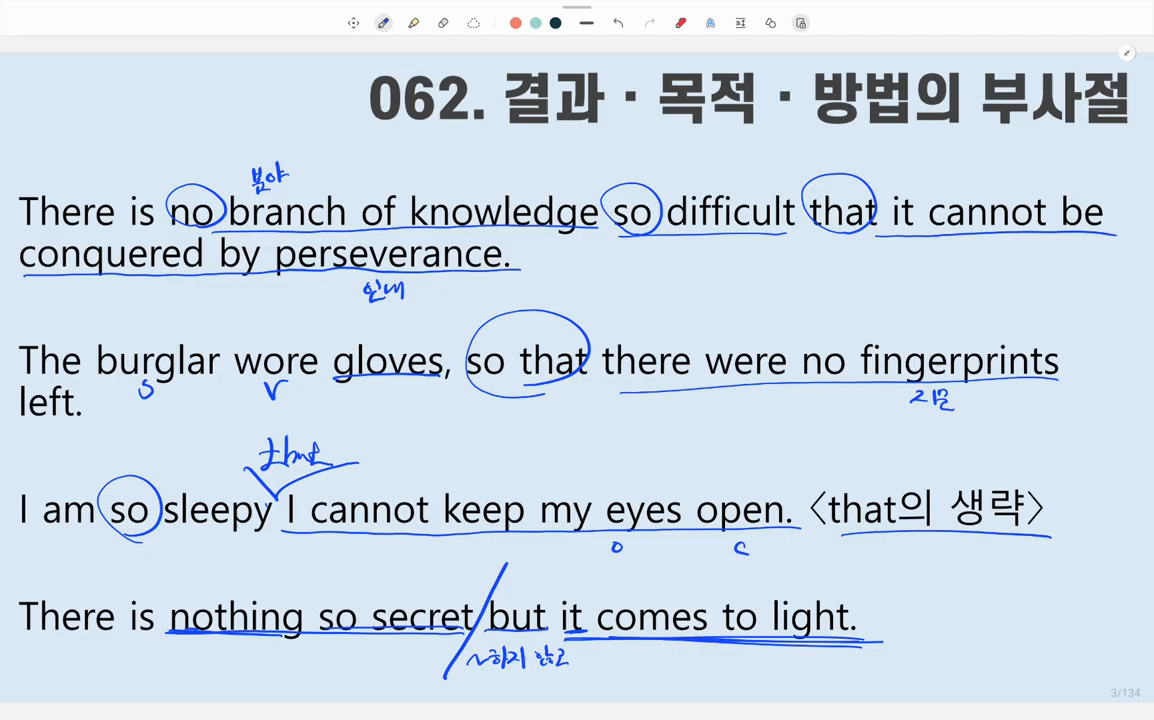 062. 결과 · 목적 · 방법의 부사절
분야
There is no branch of knowledge so difficult that it cannot be
conquered by perseverance.
인내
The burglar wore gloves, so that there were no fingerprints
S V 지문
left.
that
I am so sleepy I cannot keep my eyes open. 〈that의 생략〉
O C
There is nothing so secret but it comes to light.
~하지 않고
3/134